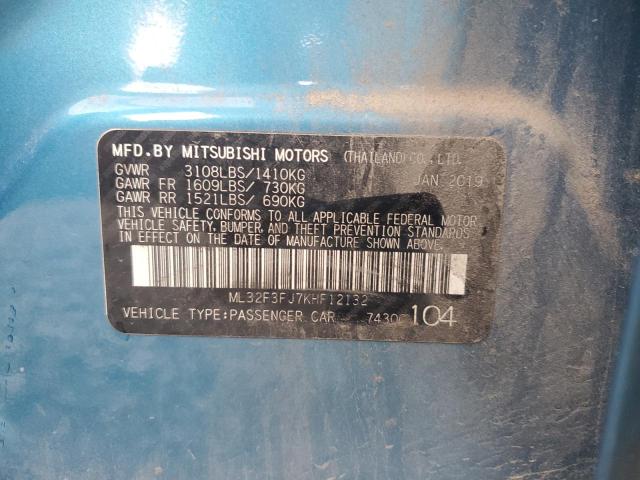 MFD.BY MITSUBISHI MOTORS (THAILAND)CO.,LTD.
GVWR 3108LBS/1410KG JAN 2019
GAWR FR 1609LBS/ 730KG
GAWR RR 1521LBS/ 690KG
THIS VEHICLE CONFORMS TO ALL APPLICABLE FEDERAL MOTOR
VEHICLE SAFETY, BUMPER, AND THEFT PREVENTION STANDARDS
IN EFFECT ON THE DATE OF MANUFACTURE SHOWN ABOVE.
ML32F3FJ7KHF12132
VEHICLE TYPE:PASSENGER CAR 104